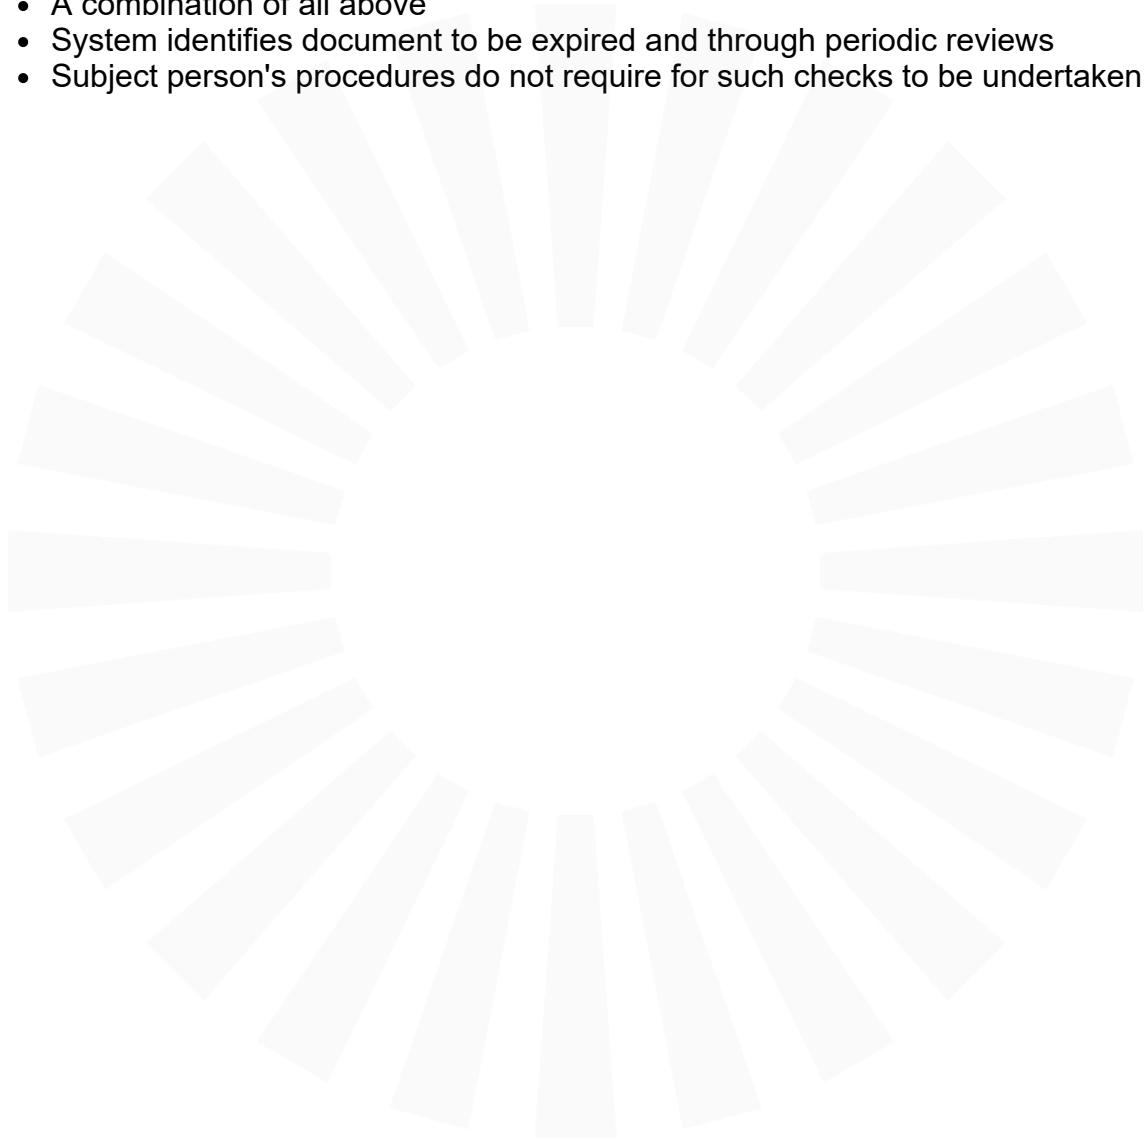 • A combination of all above
• System identifies document to be expired and through periodic reviews
• Subject person's procedures do not require for such checks to be undertaken